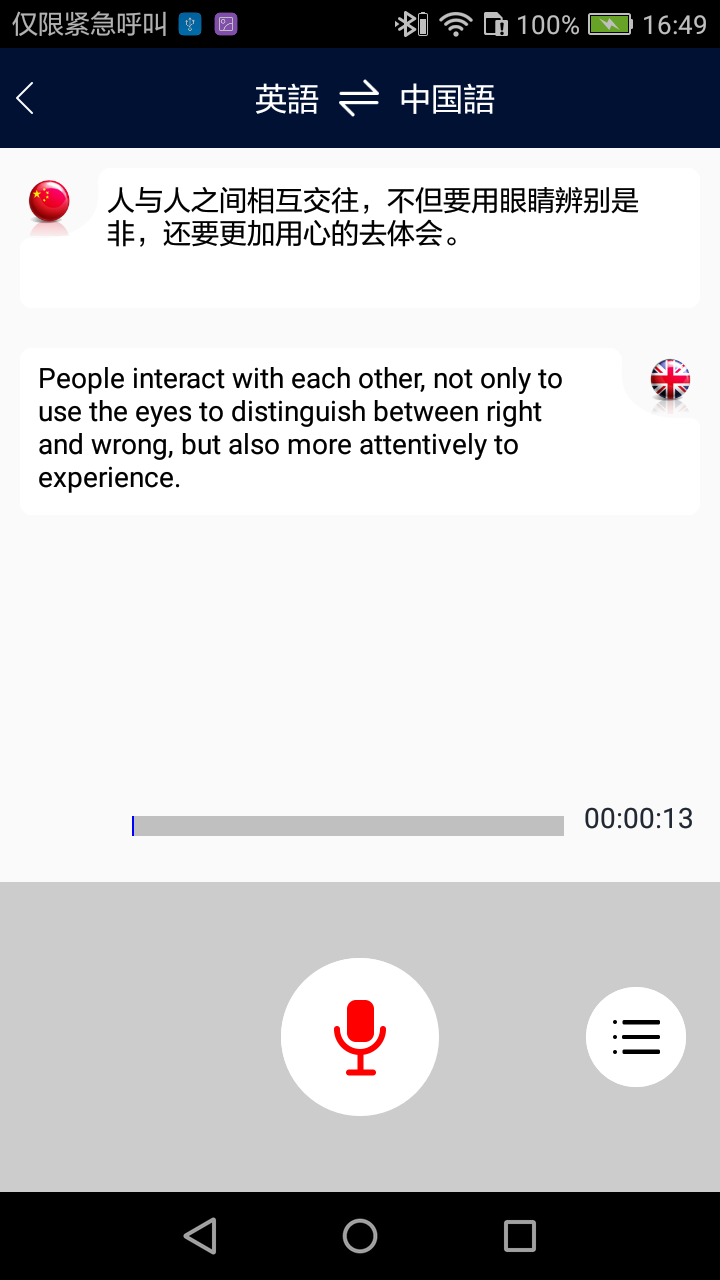 仅限紧急呼叫 100% 16:49
英語 中国語
人与人之间相互交往，不但要用眼睛辨别是
非，还要更加用心的去体会。
People interact with each other, not only to
use the eyes to distinguish between right
and wrong, but also more attentively to
experience.
00:00:13